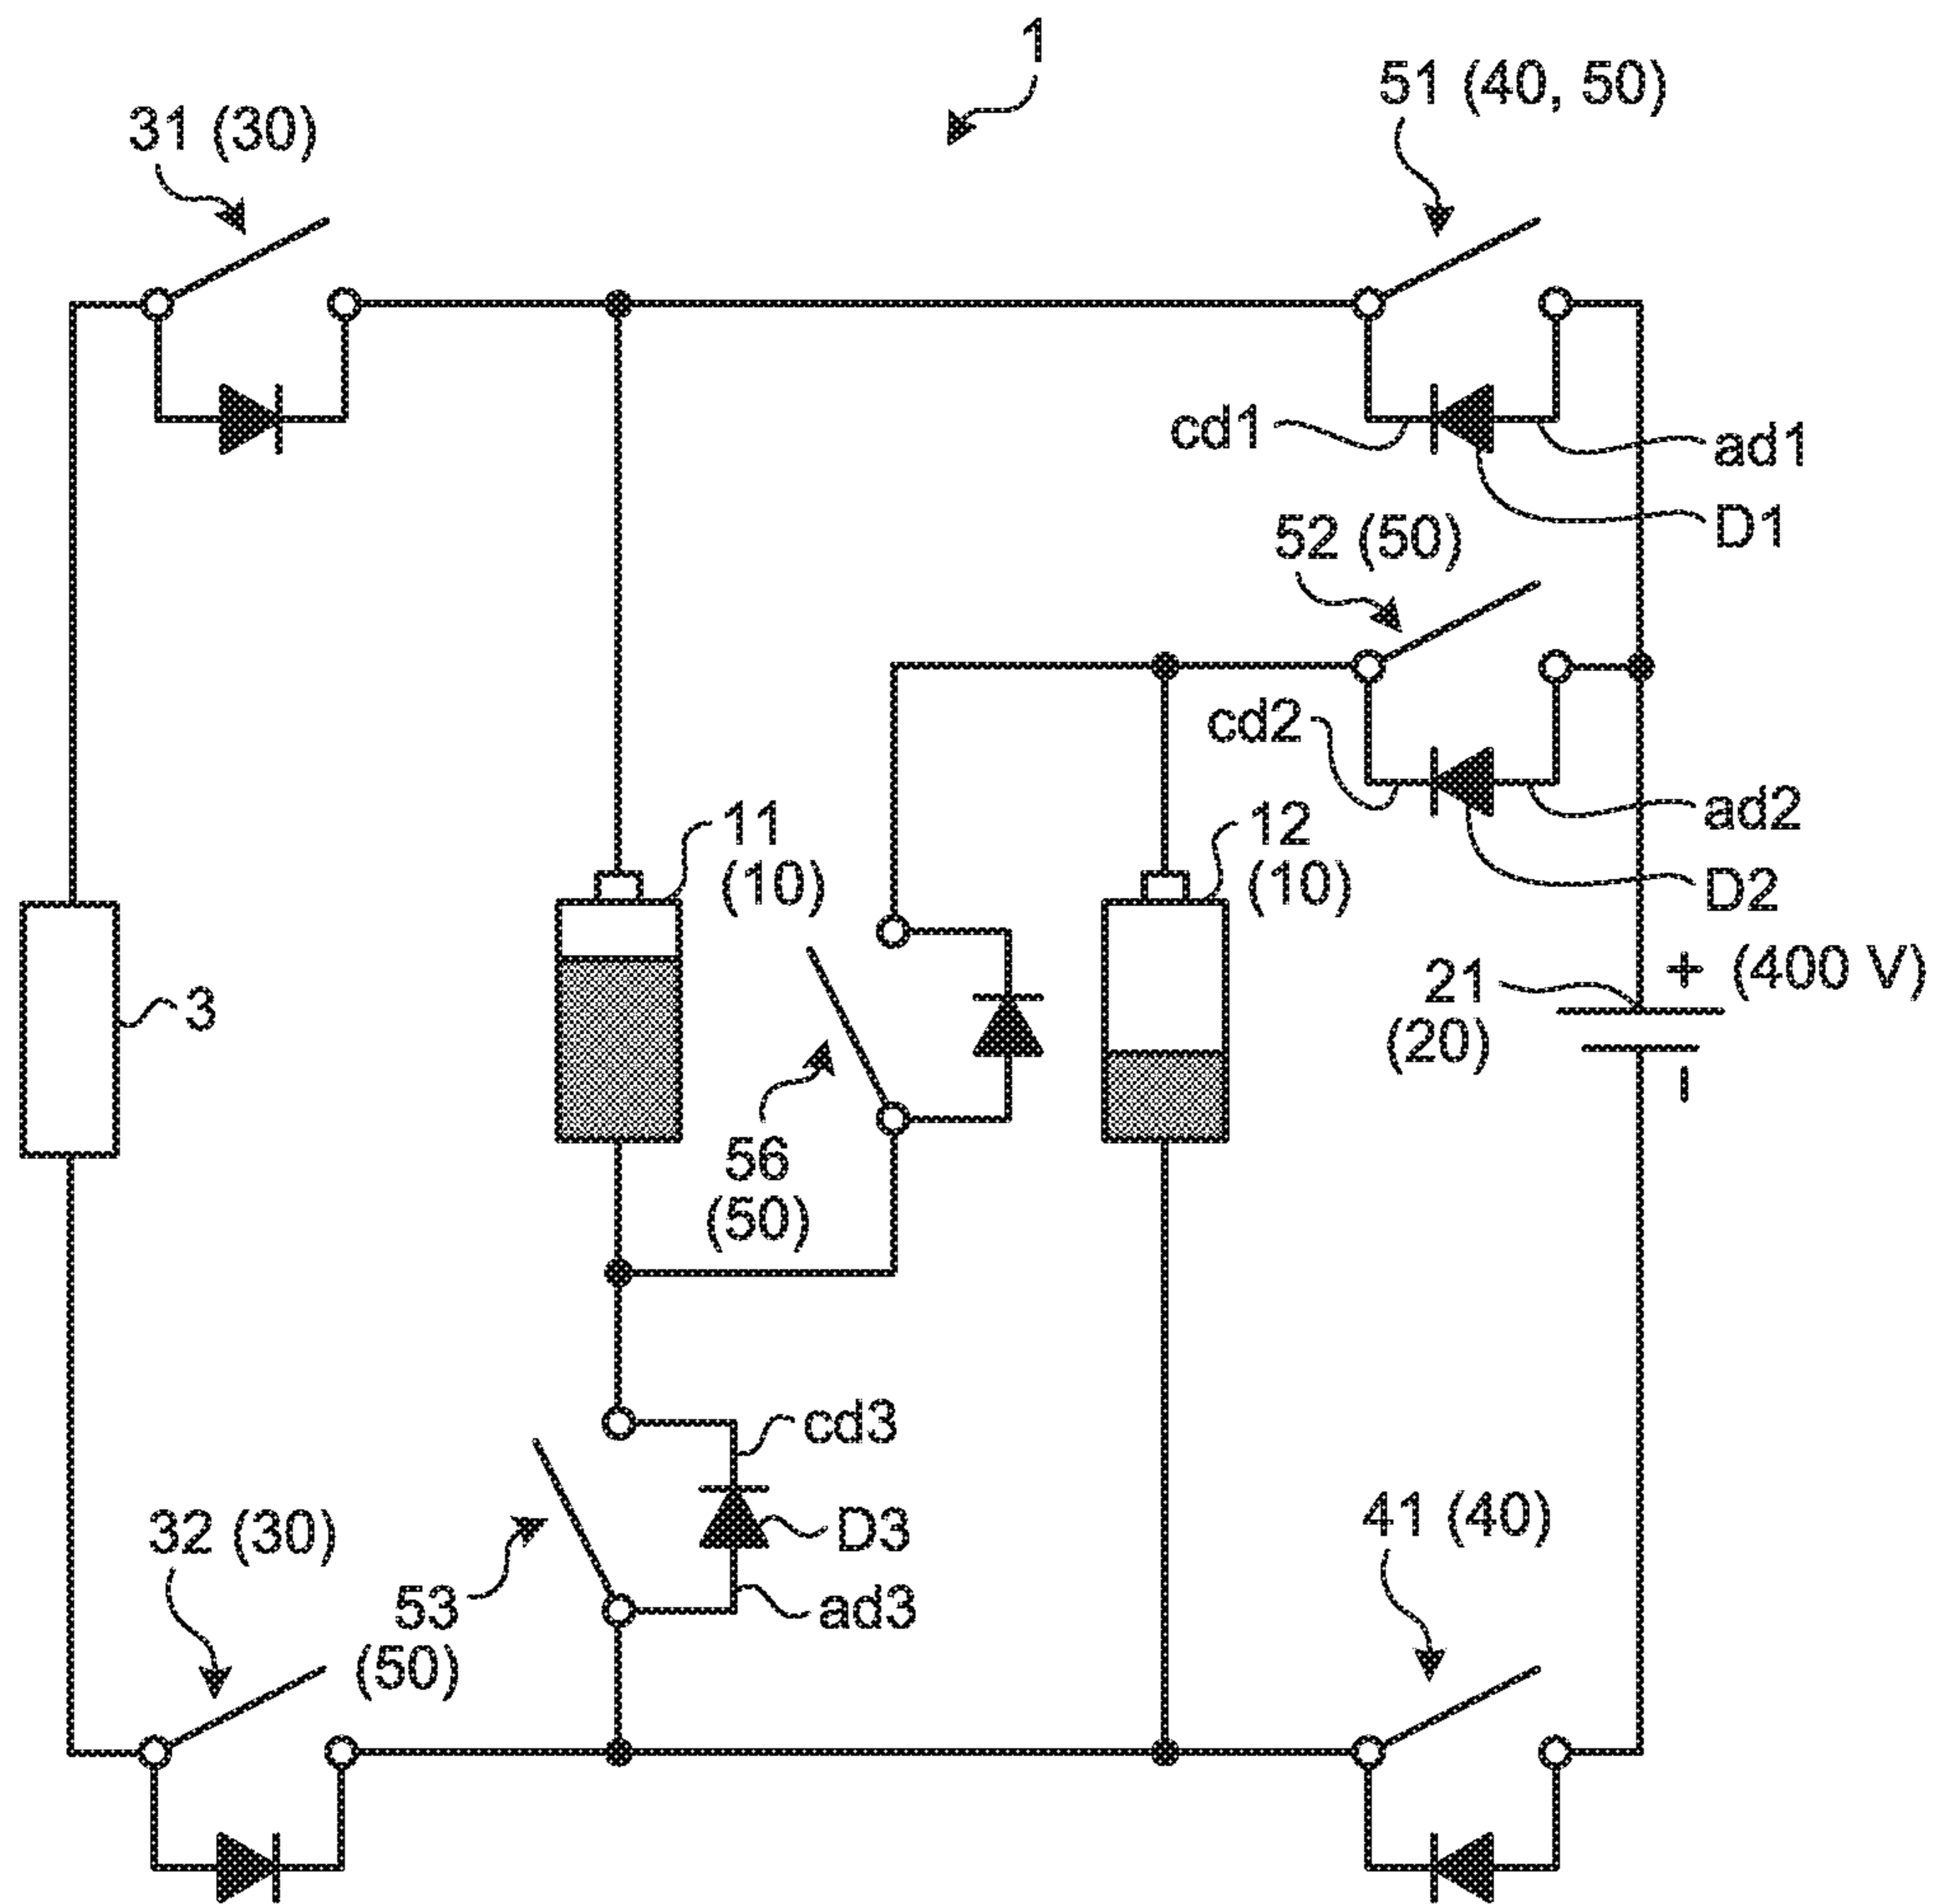 1
31 (30)
51 (40, 50)
cd1
ad1
D1
52 (50)
cd2
ad2
D2
11
(10)
12
(10)
3
21
(20)
+ (400 V)
−
56
(50)
cd3
D3
ad3
53
(50)
32 (30)
41 (40)